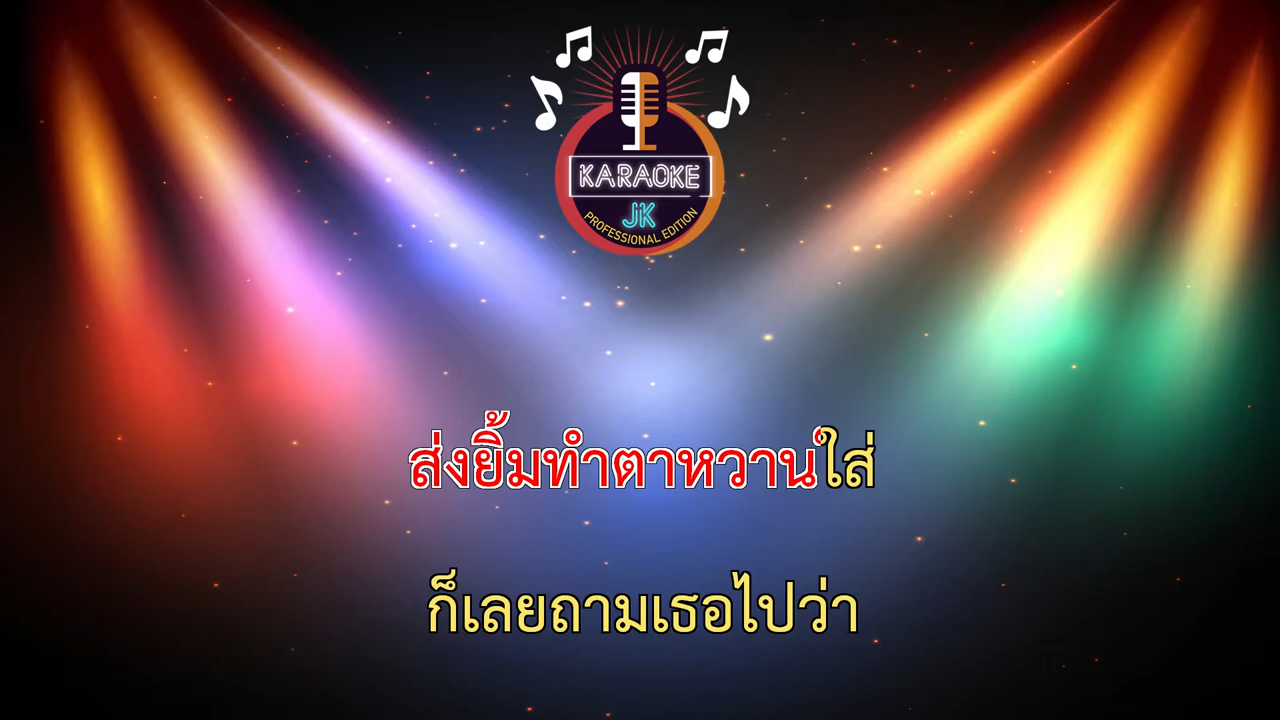 KARAOKE
JK
PROFESSIONAL EDITION
ส่งยิ้มทำตาหวานใส่
ก็เลยถามเธอไปว่า